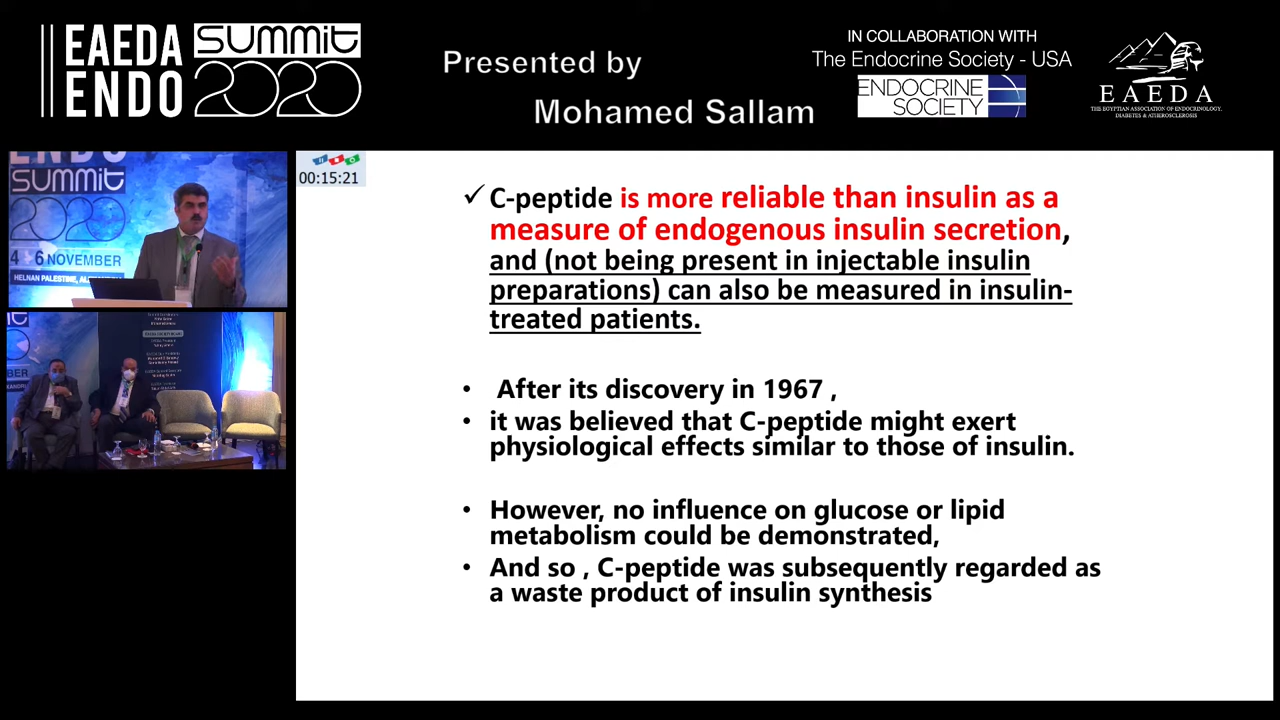 EAEDA
ENDO
Summit
2020
Presented by
Mohamed Sallam
IN COLLABORATION WITH
The Endocrine Society - USA
ENDOCRINE
SOCIETY
EAEDA
THE EGYPTIAN ASSOCIATION OF ENDOCRINOLOGY,
DIABETES & ATHEROSCLEROSIS
Summit
2020
6 NOVEMBER
HELNAN PALESTINE,
00:15:21
✓ C-peptide is more reliable than insulin as a
measure of endogenous insulin secretion,
and (not being present in injectable insulin
preparations) can also be measured in insulin-
treated patients.
• After its discovery in 1967 ,
• it was believed that C-peptide might exert
physiological effects similar to those of insulin.
• However, no influence on glucose or lipid
metabolism could be demonstrated,
• And so , C-peptide was subsequently regarded as
a waste product of insulin synthesis